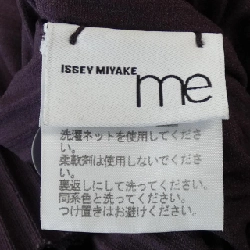 ISSEY MIYAKE
me
洗濯ネットを使用してくださ
い。
柔軟剤は使用しないでくださ
い。
裏返しにして洗ってください。
同系色と洗ってください。
つけ置きはお避けください。